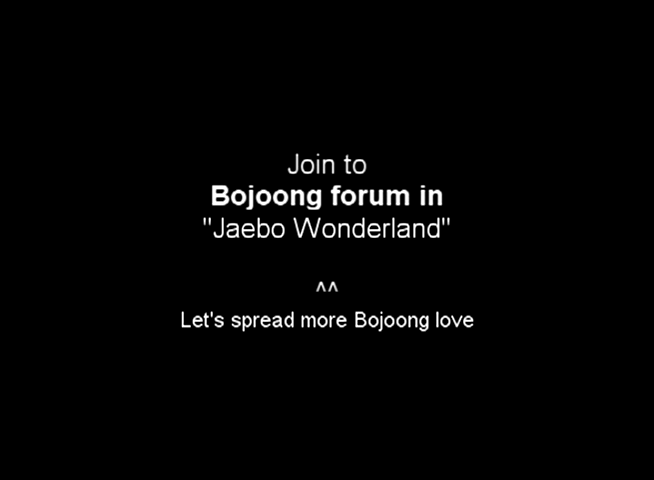 Join to
Bojoong forum in
"Jaebo Wonderland"
^^
Let's spread more Bojoong love